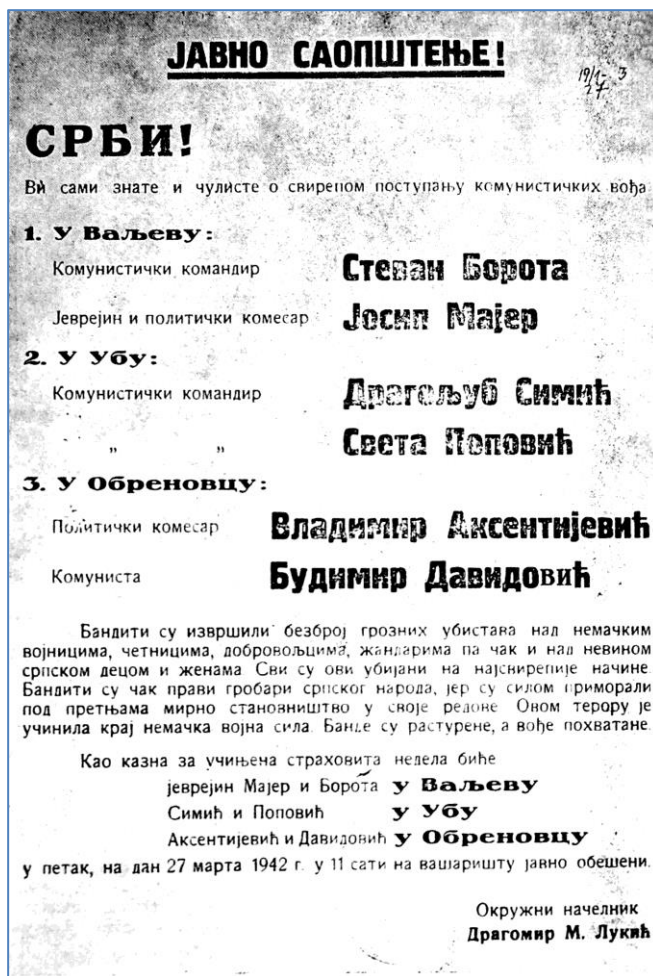 ЈАВНО САОПШТЕЊЕ!
19/1- 3
27
СРБИ!
Ви сами знате и чулисте о свирепом поступању комунистичких вођа
1. У Ваљеву:
Комунистички командир Стеван Борота
Јеврејин и политички комесар Јосип Мајер
2. У Убу:
Комунистички командир Драгољуб Симић
„ „ Света Поповић
3. У Обреновцу:
Политички комесар Владимир Аксентијевић
Комуниста Будимир Давидовић
Бандити су извршили безброј грозних убистава над немачким
војницима, четницима, добровољцима, жандарима па чак и над невином
српском децом и женама Сви су ови убијани на најсвирепије начине.
Бандити су чак прави гробари српског народа, јер су силом приморали
под претњама мирно становништво у своје редове Овом терору је
учинила крај немачка војна сила. Банде су растурене, а вође похватане.
Као казна за учињена страховита недела биће
јеврејин Мајер и Борота у Ваљеву
Симић и Поповић у Убу
Аксентијевић и Давидовић у Обреновцу
у петак, на дан 27 марта 1942 г. у 11 сати на вашаришту јавно обешени.
Окружни начелник
Драгомир М. Лукић